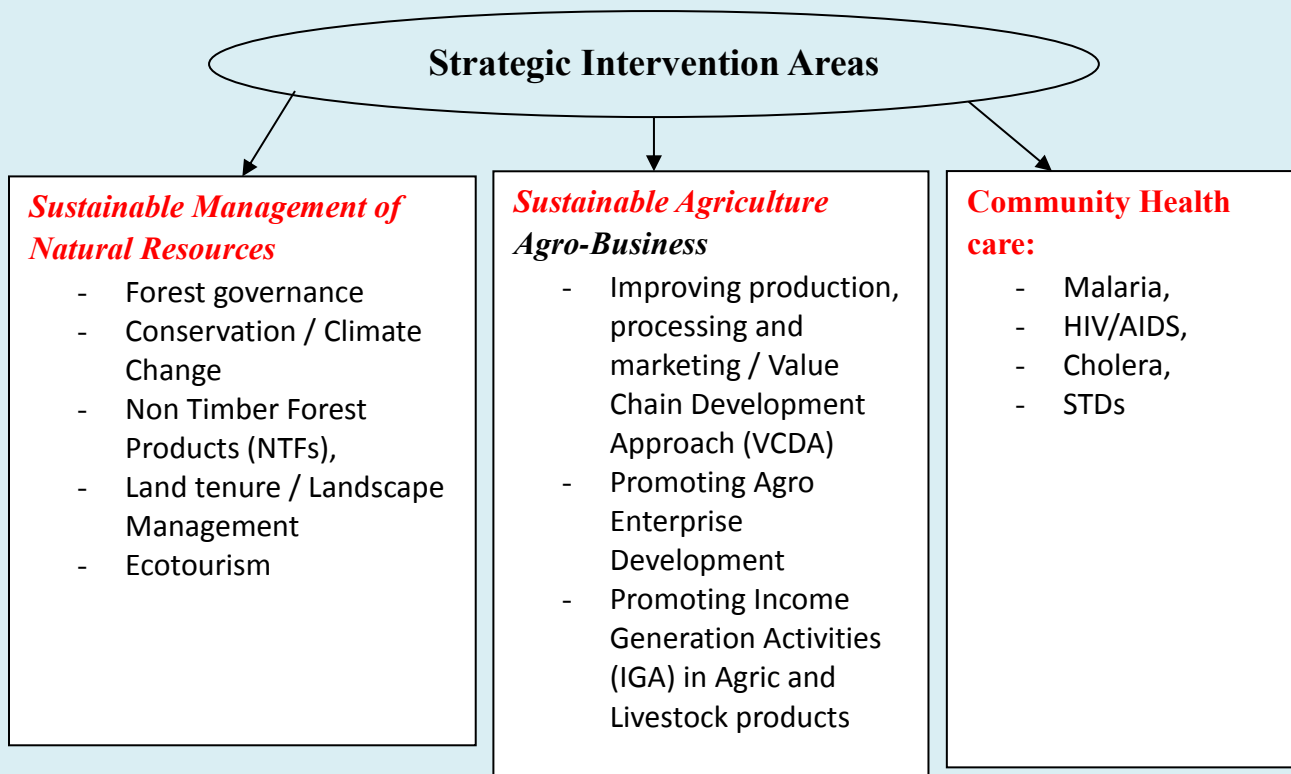 Strategic Intervention Areas
Sustainable Management of
Natural Resources
- Forest governance
- Conservation / Climate
Change
- Non Timber Forest
Products (NTFs),
- Land tenure / Landscape
Management
- Ecotourism
Sustainable Agriculture
Agro-Business
- Improving production,
processing and
marketing / Value
Chain Development
Approach (VCDA)
- Promoting Agro
Enterprise
Development
- Promoting Income
Generation Activities
(IGA) in Agric and
Livestock products
Community Health
care:
- Malaria,
- HIV/AIDS,
- Cholera,
- STDs